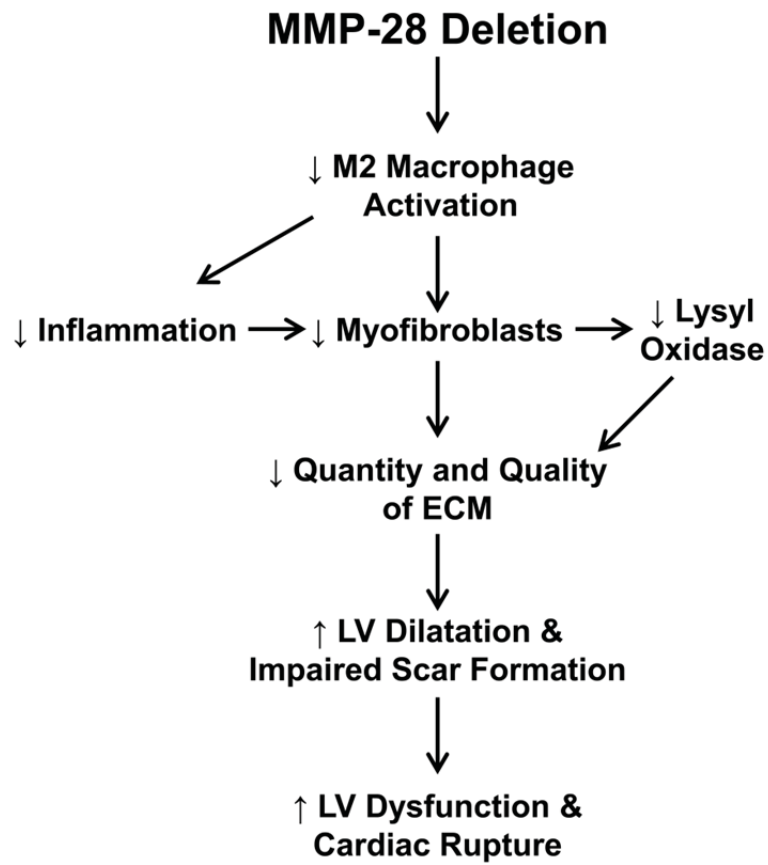 MMP-28 Deletion
↓ M2 Macrophage
Activation
↓ Inflammation
↓ Myofibroblasts
↓ Lysyl
Oxidase
↓ Quantity and Quality
of ECM
↑ LV Dilatation &
Impaired Scar Formation
↑ LV Dysfunction &
Cardiac Rupture